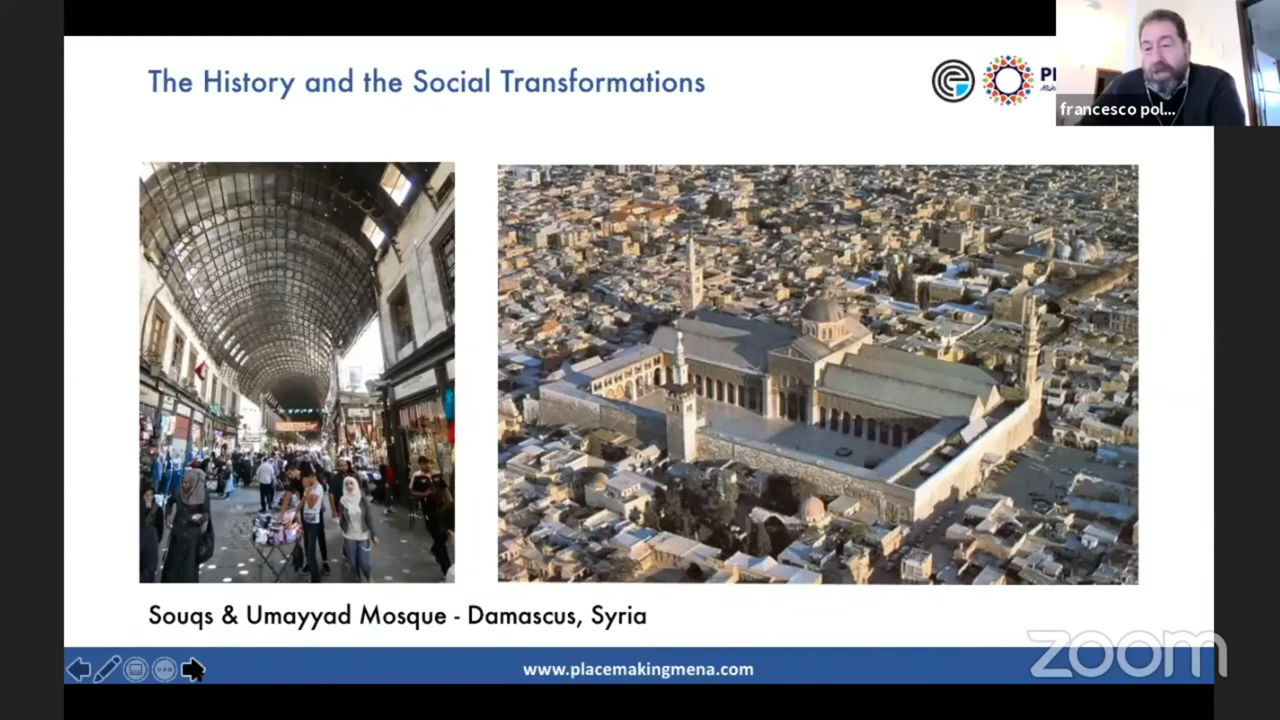 The History and the Social Transformations
francesco pol...
Souqs & Umayyad Mosque - Damascus, Syria
www.placemakingmena.com
zoom